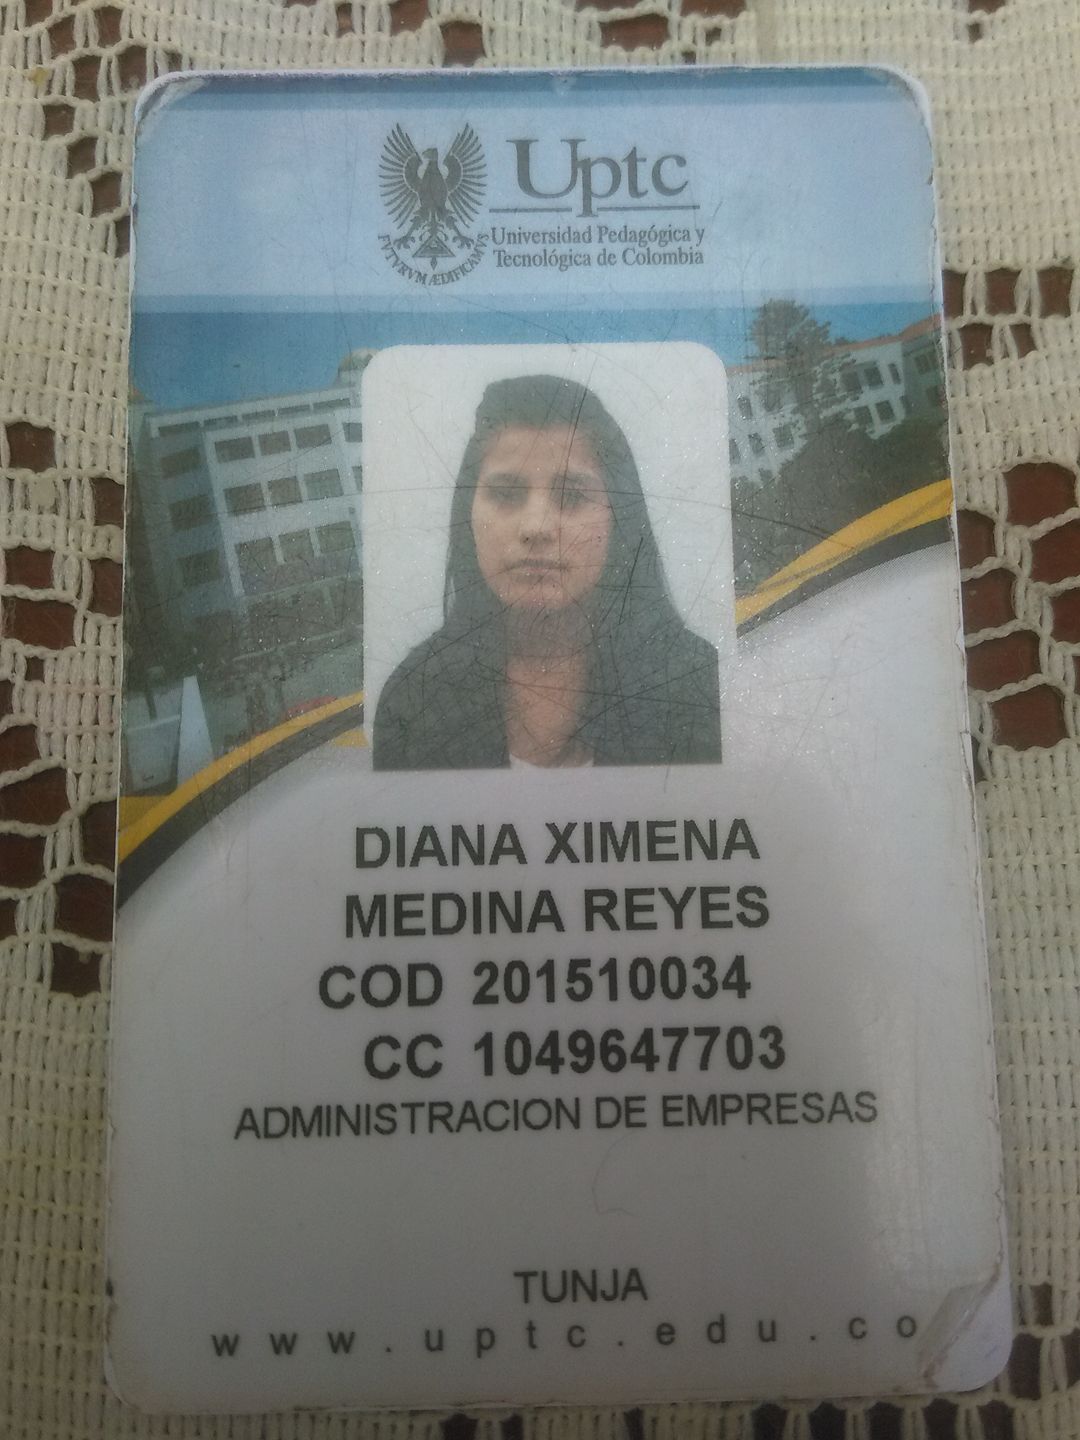 Uptc
Universidad Pedagógica y
Tecnológica de Colombia
FVTVRVM ÆDIFICAMVS
DIANA XIMENA
MEDINA REYES
COD 201510034
CC 1049647703
ADMINISTRACION DE EMPRESAS
TUNJA
www.uptc.edu.co